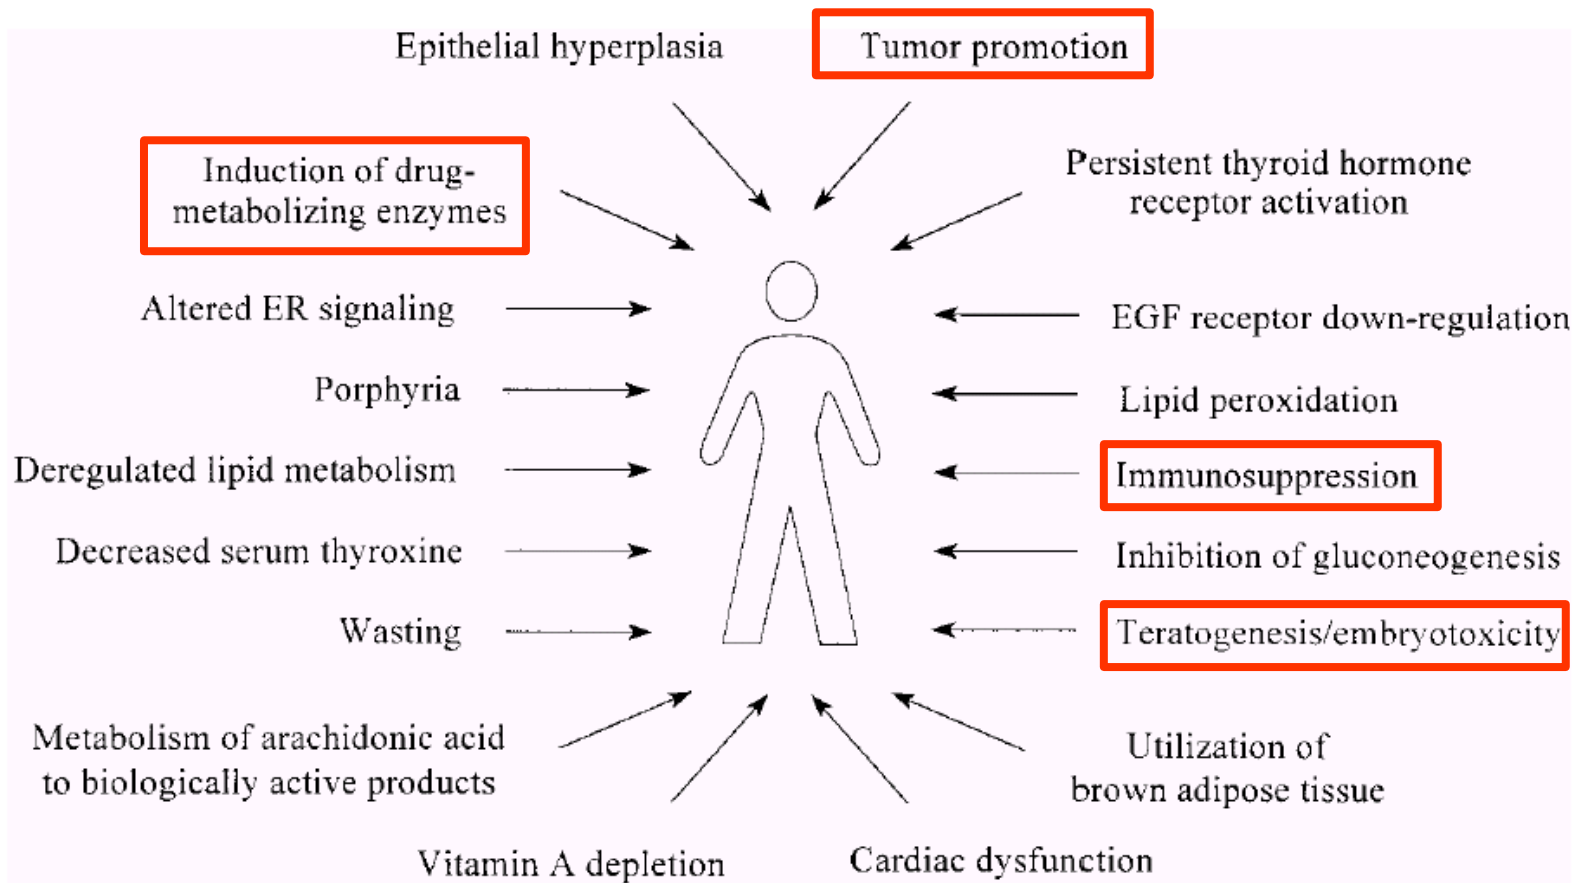 Epithelial hyperplasia
Tumor promotion
Induction of drug-
metabolizing enzymes
Persistent thyroid hormone
receptor activation
Altered ER signaling
EGF receptor down-regulation
Porphyria
Lipid peroxidation
Deregulated lipid metabolism
Immunosuppression
Decreased serum thyroxine
Inhibition of gluconeogenesis
Wasting
Teratogenesis/embryotoxicity
Metabolism of arachidonic acid
to biologically active products
Utilization of
brown adipose tissue
Vitamin A depletion
Cardiac dysfunction